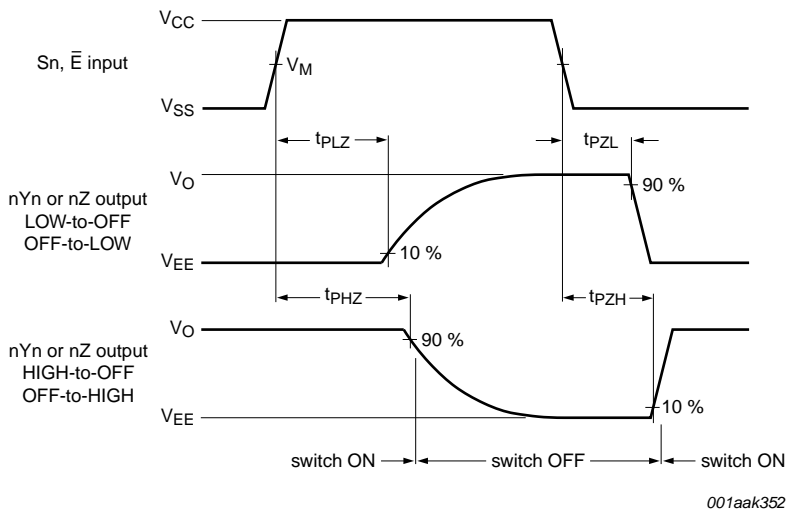 VCC
Sn, E̅ input
VM
VSS
tPLZ
tPZL
VO
nYn or nZ output
LOW-to-OFF
OFF-to-LOW
90 %
10 %
VEE
tPHZ
tPZH
VO
nYn or nZ output
HIGH-to-OFF
OFF-to-HIGH
90 %
10 %
VEE
switch ON
switch OFF
switch ON
001aak352